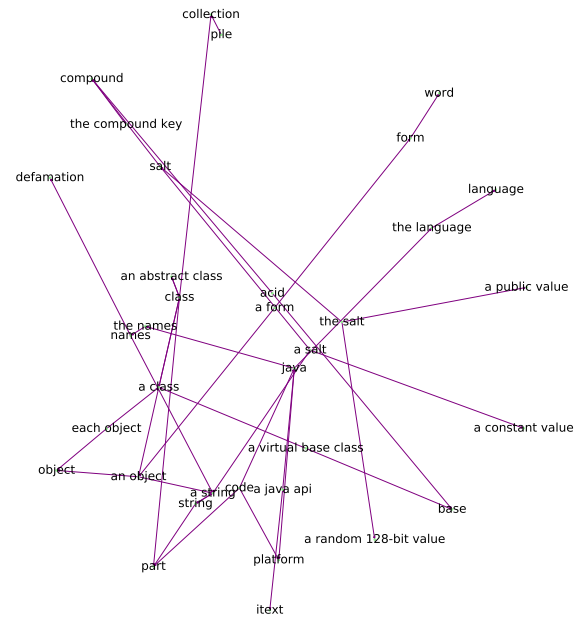 collection
pile
compound
word
the compound key
form
salt
defamation
language
the language
an abstract class
a public value
acid
class
a form
the salt
the names
names
a salt
java
a class
each object
a constant value
a virtual base class
object
an object
code
a java api
a string
string
base
a random 128-bit value
platform
part
itext